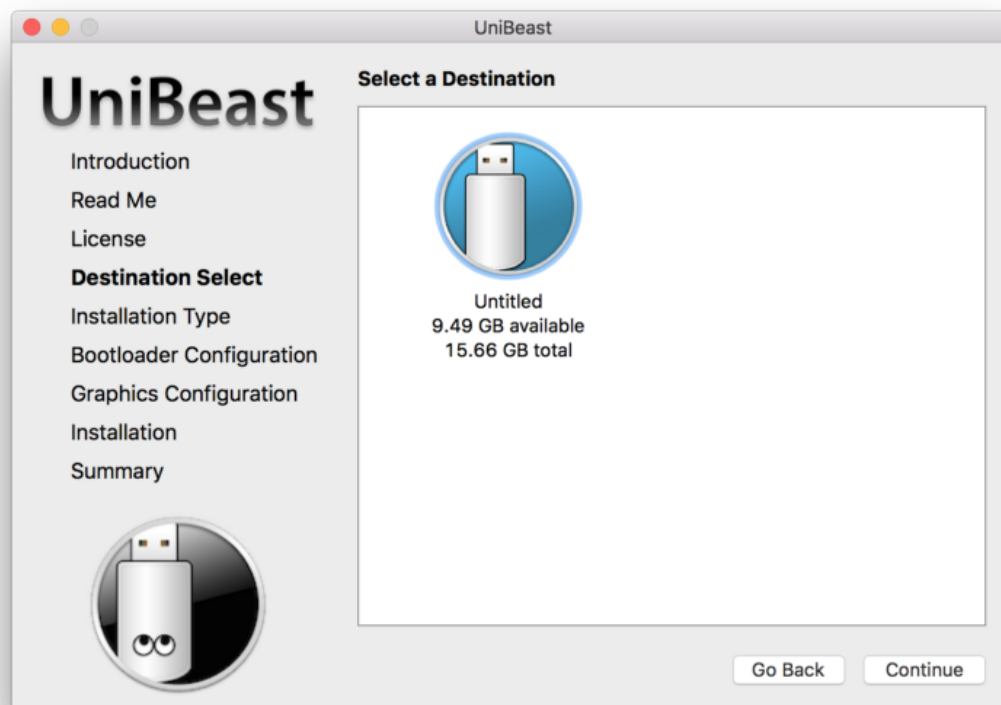 UniBeast
UniBeast
Introduction
Read Me
License
Destination Select
Installation Type
Bootloader Configuration
Graphics Configuration
Installation
Summary
Select a Destination
Untitled
9.49 GB available
15.66 GB total
Go Back
Continue